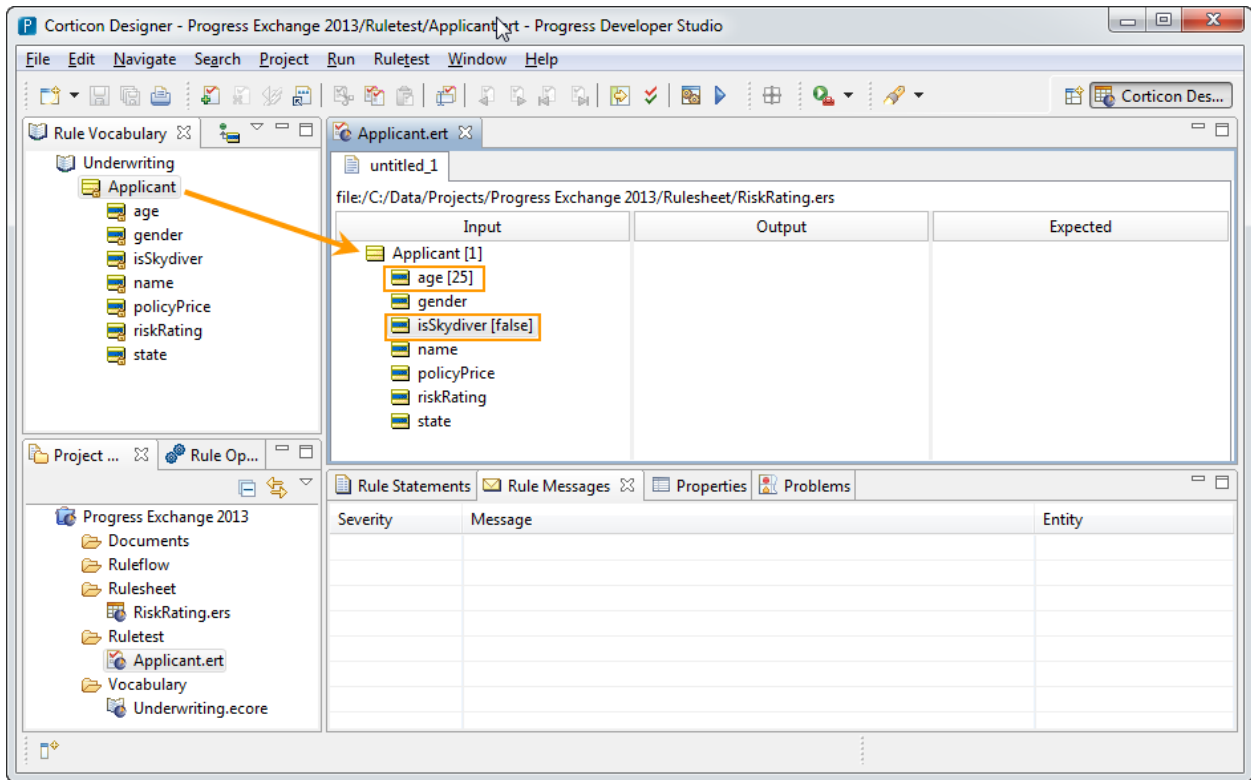 Corticon Designer - Progress Exchange 2013/Ruletest/Applicant.ert - Progress Developer Studio
File Edit Navigate Search Project Run Ruletest Window Help
Corticon Des...
Rule Vocabulary
Underwriting
Applicant
age
gender
isSkydiver
name
policyPrice
riskRating
state
Applicant.ert
untitled_1
file:/C:/Data/Projects/Progress Exchange 2013/Rulesheet/RiskRating.ers
Input Output Expected
Applicant [1]
age [25]
gender
isSkydiver [false]
name
policyPrice
riskRating
state
Project ... Rule Op...
Progress Exchange 2013
Documents
Ruleflow
Rulesheet
RiskRating.ers
Ruletest
Applicant.ert
Vocabulary
Underwriting.ecore
Rule Statements Rule Messages Properties Problems
Severity Message Entity